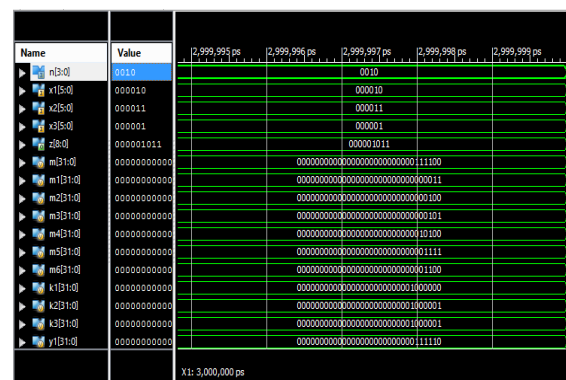 Name Value 2,999,995 ps 2,999,996 ps 2,999,997 ps 2,999,998 ps 2,999,999 ps
n[3:0] 0010 0010
x1[5:0] 000010 000010
x2[5:0] 000011 000011
x3[5:0] 000001 000001
z[8:0] 000001011 000001011
m[31:0] 00000000000 00000000000000000000000000111100
m1[31:0] 00000000000 00000000000000000000000000000011
m2[31:0] 00000000000 00000000000000000000000000000100
m3[31:0] 00000000000 00000000000000000000000000000101
m4[31:0] 00000000000 00000000000000000000000000010100
m5[31:0] 00000000000 00000000000000000000000000001111
m6[31:0] 00000000000 00000000000000000000000000001100
k1[31:0] 00000000000 00000000000000000000000001000000
k2[31:0] 00000000000 00000000000000000000000001000001
k3[31:0] 00000000000 00000000000000000000000001000001
y1[31:0] 00000000000 00000000000000000000000000111110
X1: 3,000,000 ps